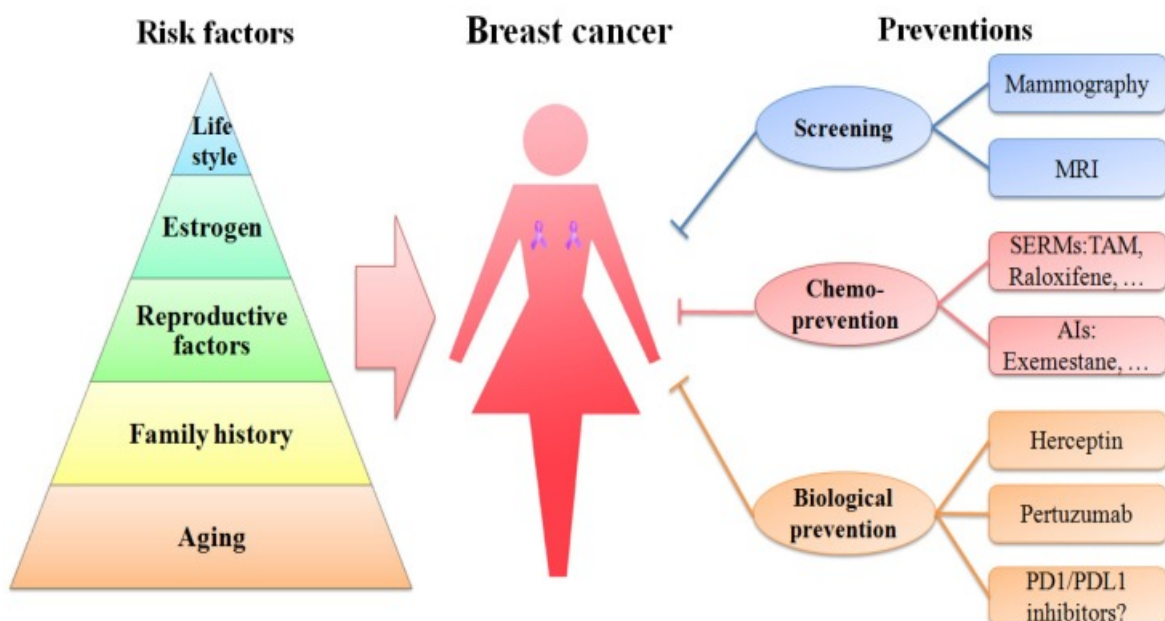 Risk factors
Breast cancer
Preventions
Life
style
Estrogen
Reproductive
factors
Family history
Aging
Screening
Mammography
MRI
Chemo-
prevention
SERMs:TAM,
Raloxifene, …
AIs:
Exemestane, …
Biological
prevention
Herceptin
Pertuzumab
PD1/PDL1
inhibitors?